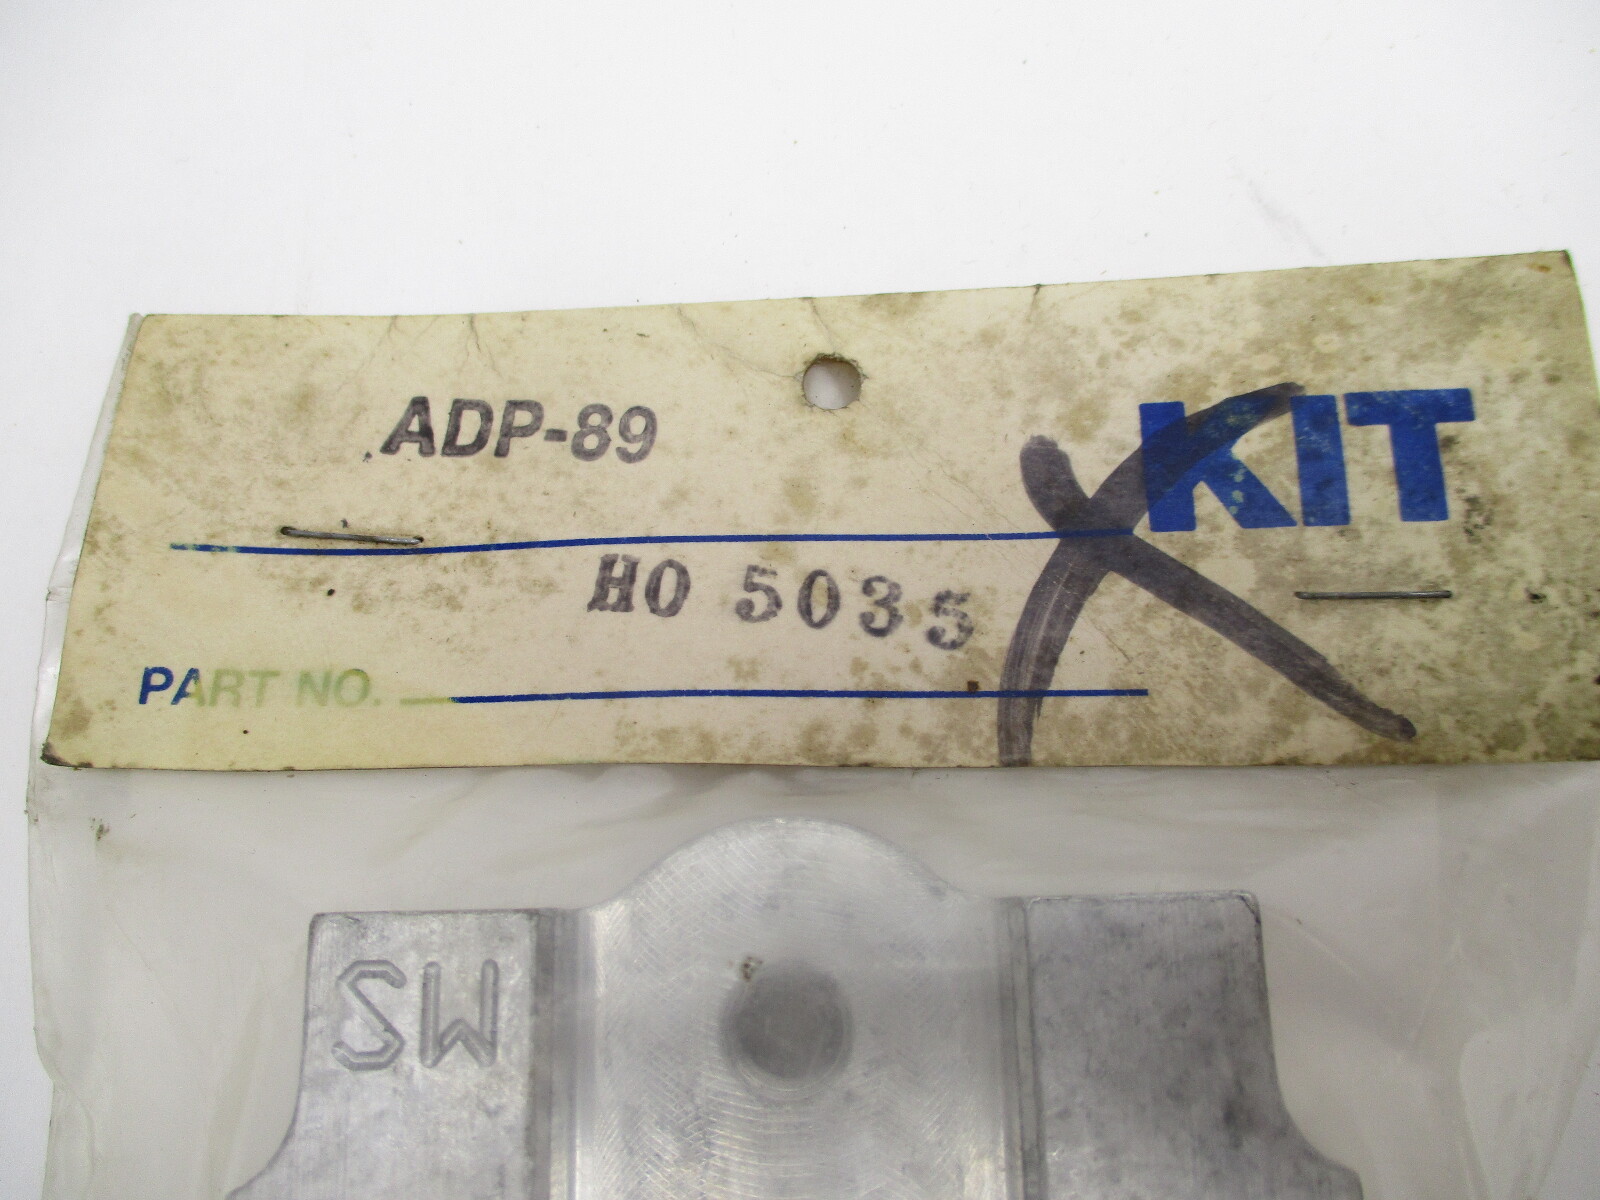 ADP-89
KIT
HO 5035
PART NO.
SW